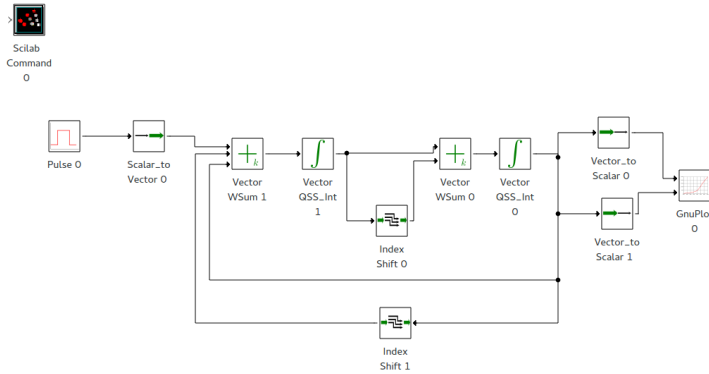 Scilab
Command
0
Pulse 0
Scalar_to
Vector 0
k
Vector
WSum 1
Vector
QSS_Int
1
Index
Shift 0
k
Vector
WSum 0
Vector
QSS_Int
0
Vector_to
Scalar 0
Vector_to
Scalar 1
GnuPlo
0
Index
Shift 1